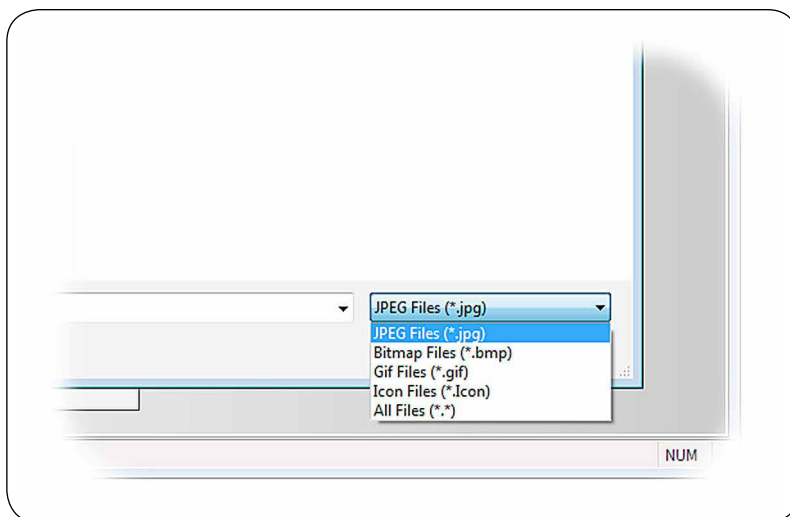 JPEG Files (*.jpg)
JPEG Files (*.jpg)
Bitmap Files (*.bmp)
Gif Files (*.gif)
Icon Files (*.Icon)
All Files (*.*)
NUM